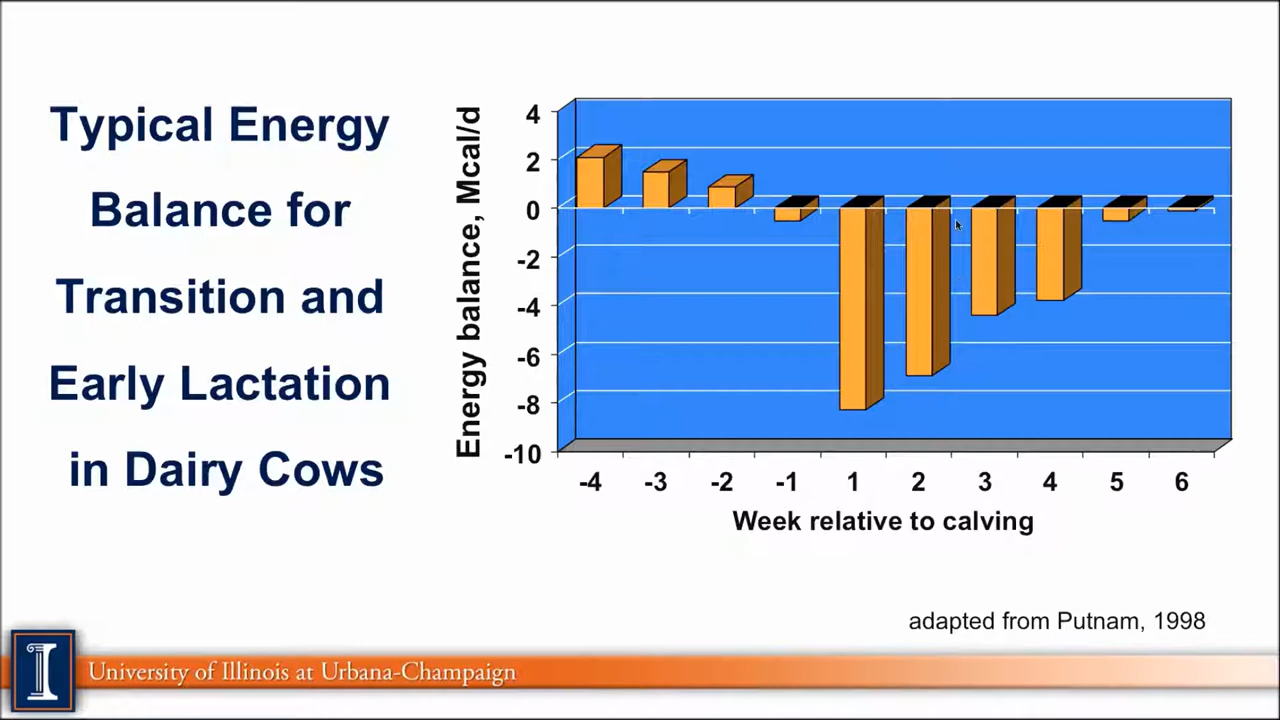 Typical Energy
Balance for
Transition and
Early Lactation
in Dairy Cows
Energy balance, Mcal/d
4
2
0
-2
-4
-6
-8
-10
-4 -3 -2 -1 1 2 3 4 5 6
Week relative to calving
adapted from Putnam, 1998
I
University of Illinois at Urbana-Champaign